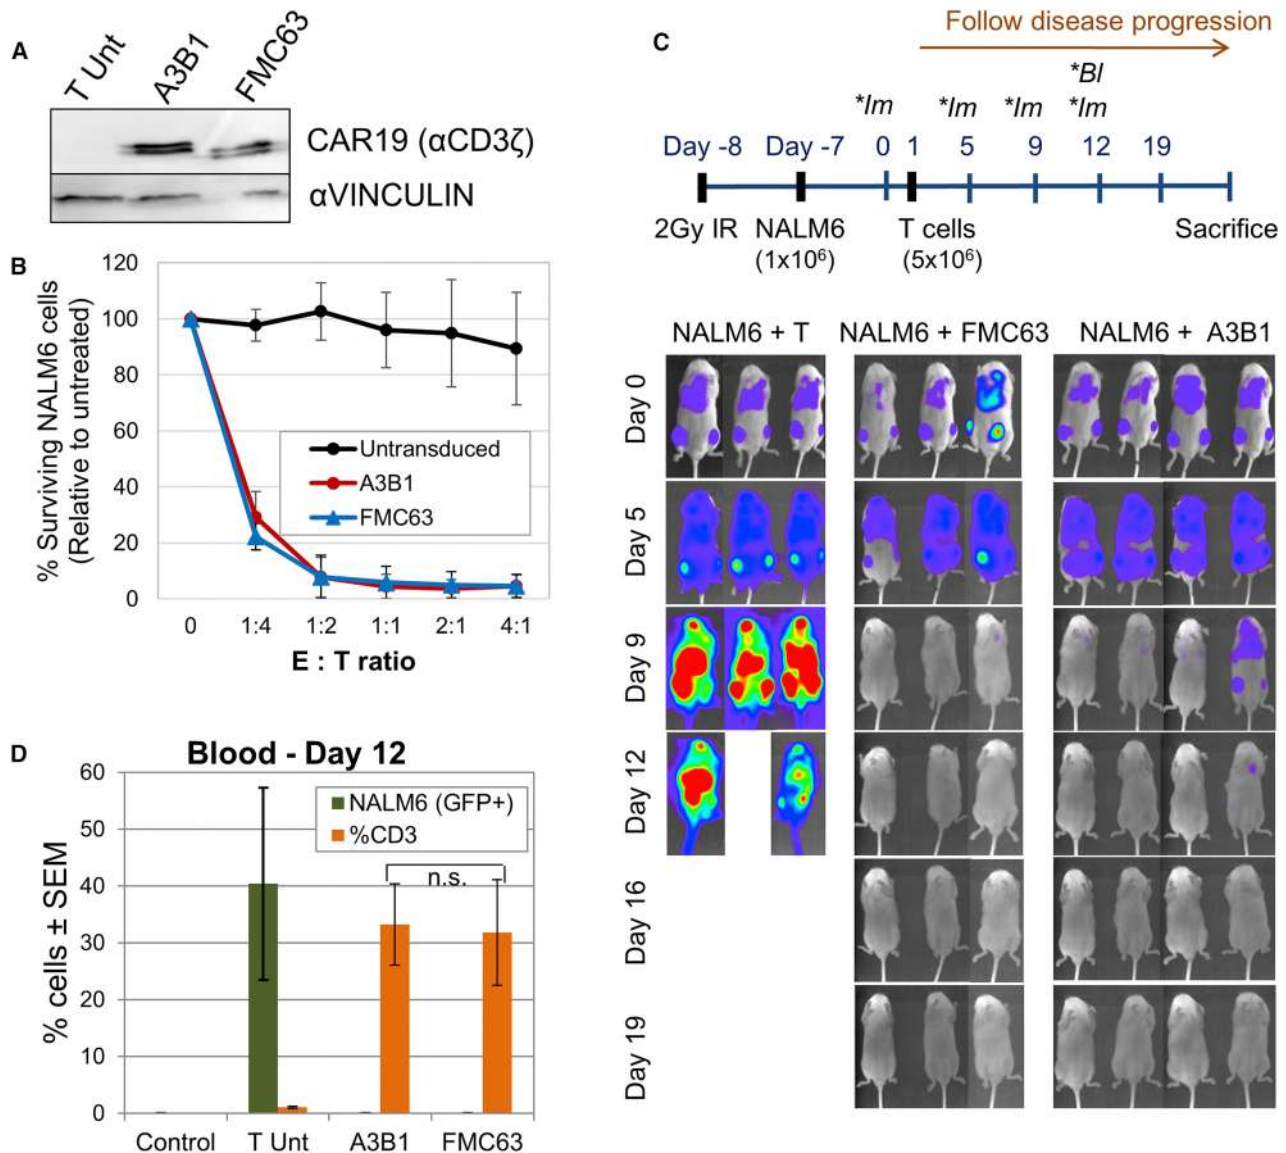 A
T Unt
A3B1
FMC63
CAR19 (αCD3ζ)
αVINCULIN
B
% Surviving NALM6 cells
(Relative to untreated)
120
100
80
60
40
20
0
Untransduced
A3B1
FMC63
0 1:4 1:2 1:1 2:1 4:1
E : T ratio
C
Follow disease progression
*Bl
*Im *Im *Im *Im
Day -8 Day -7 0 1 5 9 12 19
2Gy IR NALM6 T cells Sacrifice
(1x10⁶) (5x10⁶)
NALM6 + T NALM6 + FMC63 NALM6 + A3B1
Day 0
Day 5
Day 9
Day 12
Day 16
Day 19
D
Blood - Day 12
% cells ± SEM
60
50
40
30
20
10
0
NALM6 (GFP+)
%CD3
n.s.
Control T Unt A3B1 FMC63